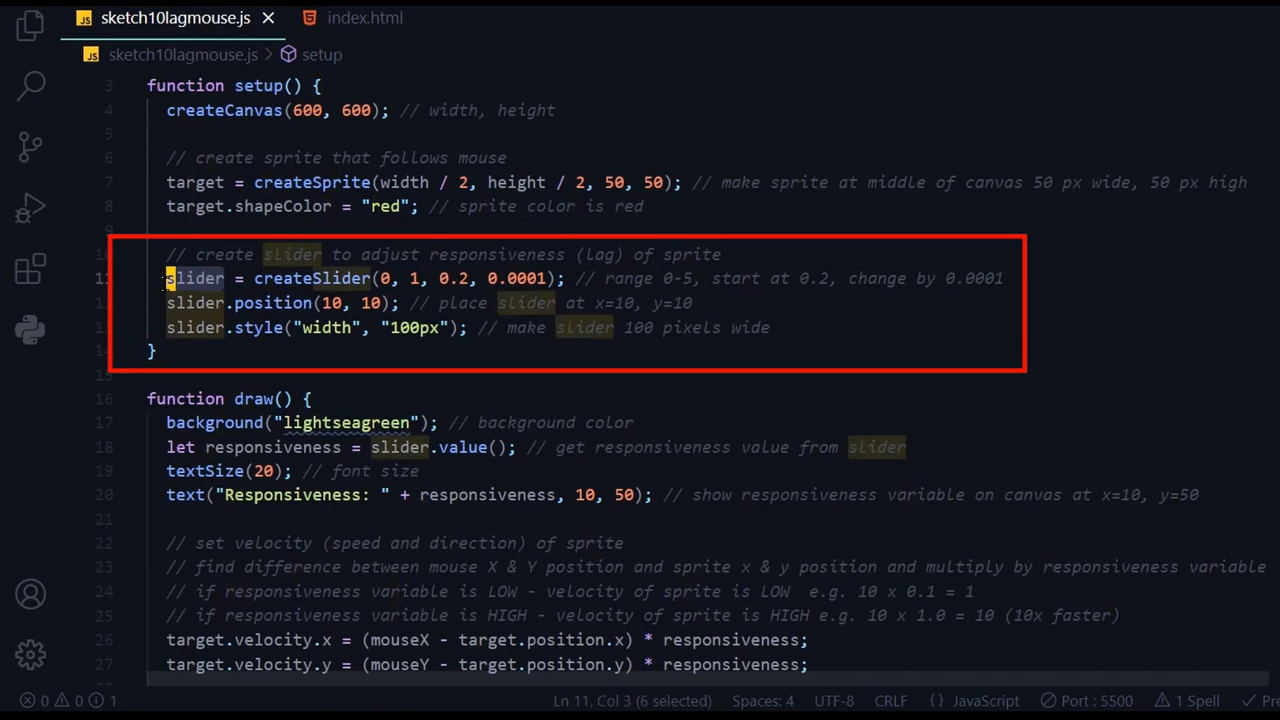 JS sketch10lagmouse.js ×
index.html
JS sketch10lagmouse.js > setup
3 function setup() {
4 createCanvas(600, 600); // width, height
5
6 // create sprite that follows mouse
7 target = createSprite(width / 2, height / 2, 50, 50); // make sprite at middle of canvas 50 px wide, 50 px high
8 target.shapeColor = "red"; // sprite color is red
9
10 // create slider to adjust responsiveness (lag) of sprite
11 slider = createSlider(0, 1, 0.2, 0.0001); // range 0-5, start at 0.2, change by 0.0001
12 slider.position(10, 10); // place slider at x=10, y=10
13 slider.style("width", "100px"); // make slider 100 pixels wide
14 }
15
16 function draw() {
17 background("lightseagreen"); // background color
18 let responsiveness = slider.value(); // get responsiveness value from slider
19 textSize(20); // font size
20 text("Responsiveness: " + responsiveness, 10, 50); // show responsiveness variable on canvas at x=10, y=50
21
22 // set velocity (speed and direction) of sprite
23 // find difference between mouse X & Y position and sprite x & y position and multiply by responsiveness variable
24 // if responsiveness variable is LOW - velocity of sprite is LOW e.g. 10 x 0.1 = 1
25 // if responsiveness variable is HIGH - velocity of sprite is HIGH e.g. 10 x 1.0 = 10 (10x faster)
26 target.velocity.x = (mouseX - target.position.x) * responsiveness;
27 target.velocity.y = (mouseY - target.position.y) * responsiveness;
0 0 1 Ln 11, Col 3 (6 selected) Spaces: 4 UTF-8 CRLF {} JavaScript Port : 5500 1 Spell